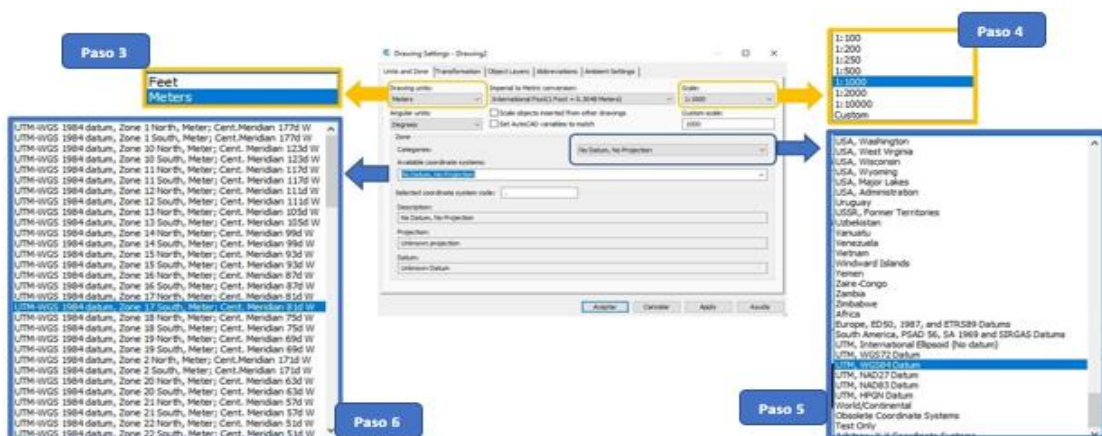 Paso 3
Feet
Meters
Paso 4
1:100
1:200
1:250
1:500
1:1000
1:2000
1:10000
Custom
Drawing Settings - Drawing2
Units and Zone
Transformation
Object Layers
Abbreviations
Ambient Settings
Drawing units:
Imperial to Metric conversion:
Scale:
Meters
International Foot(1 Foot = 0.3048 Meters)
1:1000
Angular units:
Scale objects inserted from other drawings
Custom scale:
Degrees
Set AutoCAD variables to match
1000
Zone
Categories:
No Datum, No Projection
Available coordinate systems:
No Datum, No Projection
Selected coordinate system code:
.
Description:
No Datum, No Projection
Projection:
Unknown projection
Datum:
Unknown Datum
Aceptar
Cancelar
Apply
Ayuda
UTM-WGS 1984 datum, Zone 1 North, Meter; Cent. Meridian 177d W
UTM-WGS 1984 datum, Zone 1 South, Meter; Cent. Meridian 177d W
UTM-WGS 1984 datum, Zone 10 North, Meter; Cent. Meridian 123d W
UTM-WGS 1984 datum, Zone 10 South, Meter; Cent. Meridian 123d W
UTM-WGS 1984 datum, Zone 11 North, Meter; Cent. Meridian 117d W
UTM-WGS 1984 datum, Zone 11 South, Meter; Cent. Meridian 117d W
UTM-WGS 1984 datum, Zone 12 North, Meter; Cent. Meridian 111d W
UTM-WGS 1984 datum, Zone 12 South, Meter; Cent. Meridian 111d W
UTM-WGS 1984 datum, Zone 13 North, Meter; Cent. Meridian 105d W
UTM-WGS 1984 datum, Zone 13 South, Meter; Cent. Meridian 105d W
UTM-WGS 1984 datum, Zone 14 North, Meter; Cent. Meridian 99d W
UTM-WGS 1984 datum, Zone 14 South, Meter; Cent. Meridian 99d W
UTM-WGS 1984 datum, Zone 15 North, Meter; Cent. Meridian 93d W
UTM-WGS 1984 datum, Zone 15 South, Meter; Cent. Meridian 93d W
UTM-WGS 1984 datum, Zone 16 North, Meter; Cent. Meridian 87d W
UTM-WGS 1984 datum, Zone 16 South, Meter; Cent. Meridian 87d W
UTM-WGS 1984 datum, Zone 17 North, Meter; Cent. Meridian 81d W
UTM-WGS 1984 datum, Zone 17 South, Meter; Cent. Meridian 81d W
UTM-WGS 1984 datum, Zone 18 North, Meter; Cent. Meridian 75d W
UTM-WGS 1984 datum, Zone 18 South, Meter; Cent. Meridian 75d W
UTM-WGS 1984 datum, Zone 19 North, Meter; Cent. Meridian 69d W
UTM-WGS 1984 datum, Zone 19 South, Meter; Cent. Meridian 69d W
UTM-WGS 1984 datum, Zone 2 North, Meter; Cent. Meridian 171d W
UTM-WGS 1984 datum, Zone 2 South, Meter; Cent. Meridian 171d W
UTM-WGS 1984 datum, Zone 20 North, Meter; Cent. Meridian 63d W
UTM-WGS 1984 datum, Zone 20 South, Meter; Cent. Meridian 63d W
UTM-WGS 1984 datum, Zone 21 North, Meter; Cent. Meridian 57d W
UTM-WGS 1984 datum, Zone 21 South, Meter; Cent. Meridian 57d W
UTM-WGS 1984 datum, Zone 22 North, Meter; Cent. Meridian 51d W
UTM-WGS 1984 datum, Zone 22 South, Meter; Cent. Meridian 51d W
Paso 6
USA, Washington
USA, West Virginia
USA, Wisconsin
USA, Wyoming
USA, Major Lakes
USA, Administration
Uruguay
USSR, Former Territories
Uzbekistan
Vanuatu
Venezuela
Vietnam
Windward Islands
Yemen
Zaire-Congo
Zambia
Zimbabwe
Africa
Europe, ED50, 1987, and ETRS89 Datums
South America, PSAD 56, SA 1969 and SIRGAS Datums
UTM, International Ellipsoid (No datum)
UTM, WGS72 Datum
UTM, WGS84 Datum
UTM, NAD27 Datum
UTM, NAD83 Datum
UTM, HPGN Datum
World/Continental
Obsolete Coordinate Systems
Test Only
Paso 5